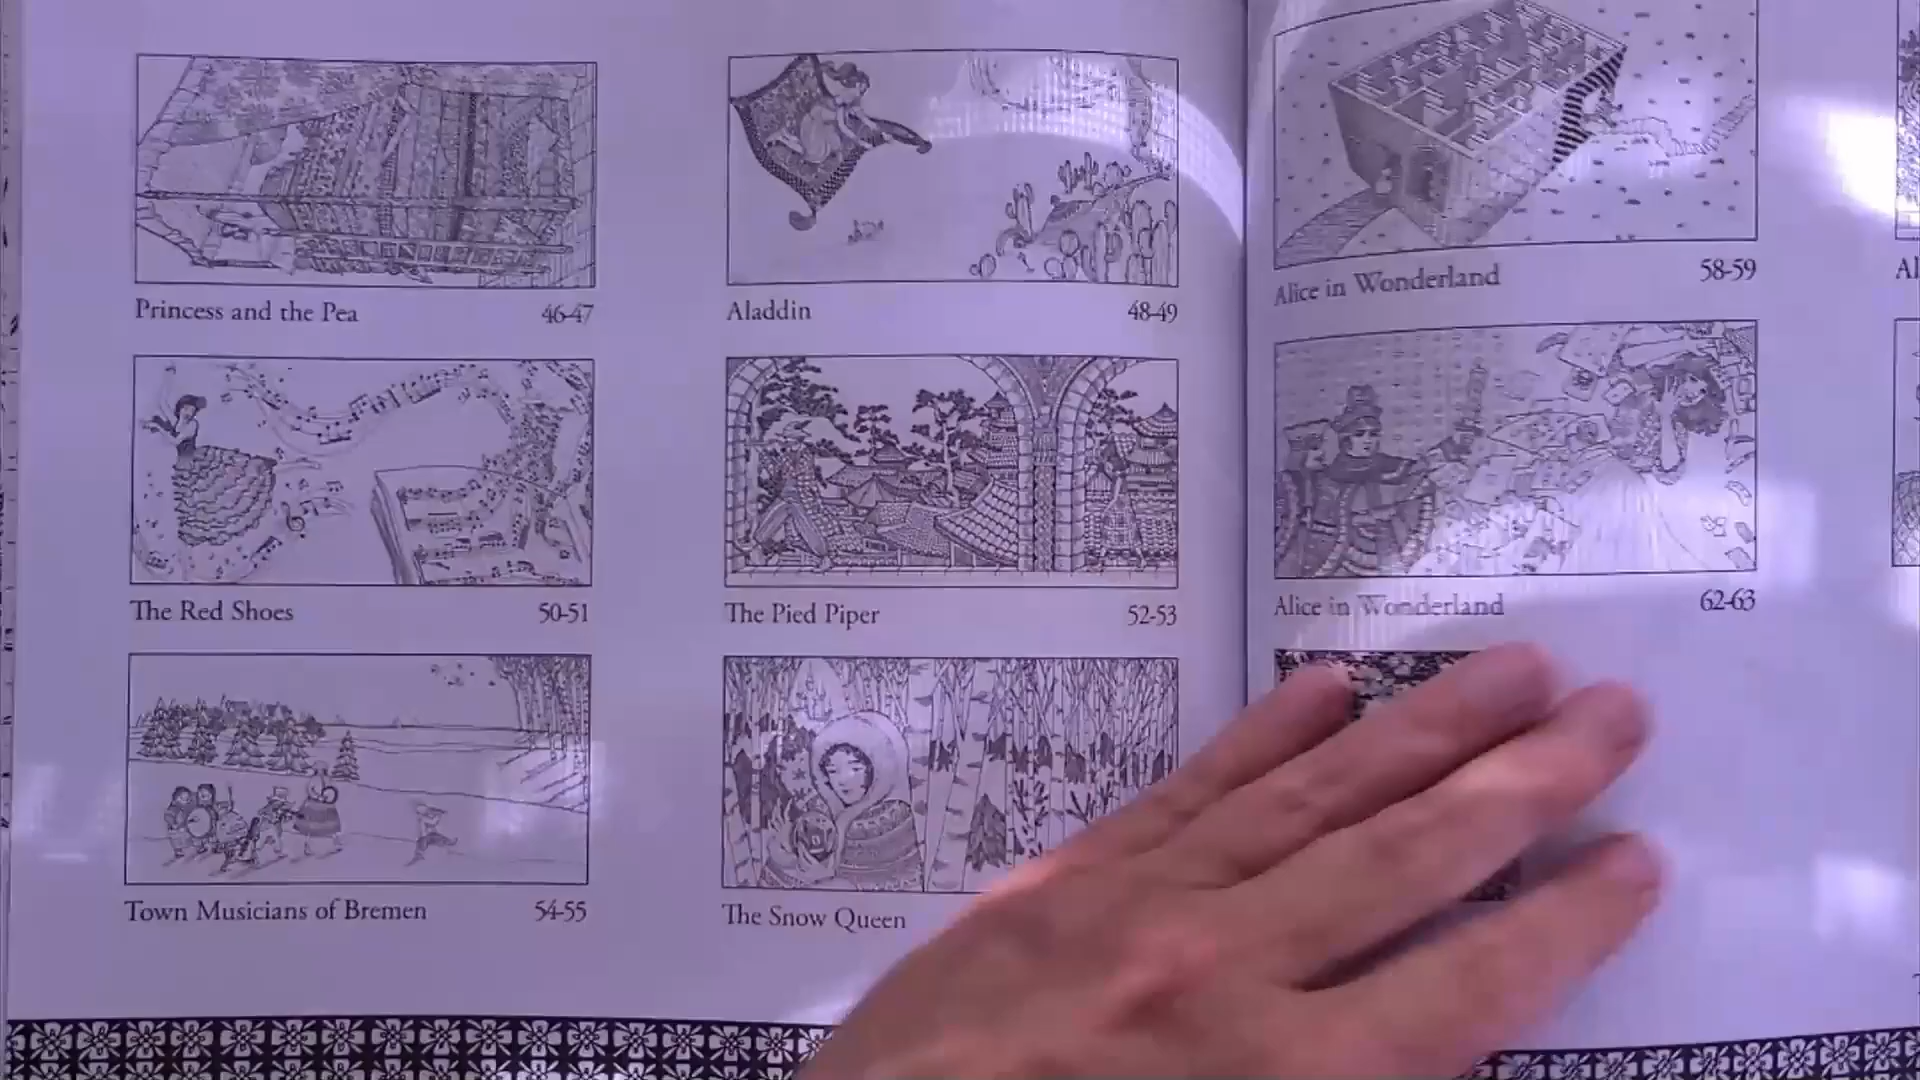 Princess and the Pea 46-47
Aladdin 48-49
The Red Shoes 50-51
The Pied Piper 52-53
Town Musicians of Bremen 54-55
The Snow Queen
Alice in Wonderland 58-59
Alice in Wonderland 62-63
Al